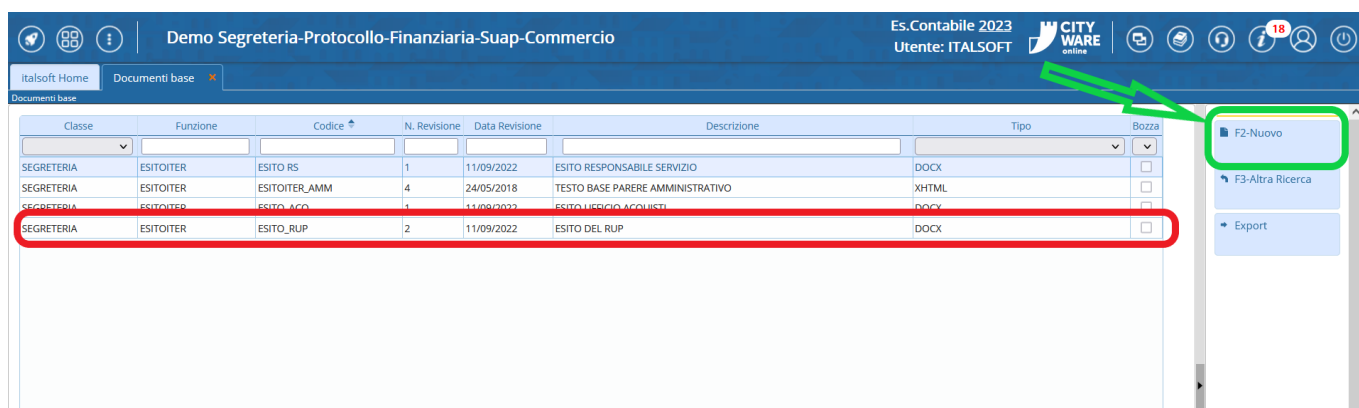 Demo Segreteria-Protocollo-Finanziaria-Suap-Commercio
Es.Contabile 2023
Utente: ITALSOFT
CITY
WARE
online
18
italsoft Home
Documenti base
Documenti base
Classe Funzione Codice N. Revisione Data Revisione Descrizione Tipo Bozza
SEGRETERIA ESITOITER ESITO RS 1 11/09/2022 ESITO RESPONSABILE SERVIZIO DOCX
SEGRETERIA ESITOITER ESITOITER_AMM 4 24/05/2018 TESTO BASE PARERE AMMINISTRATIVO XHTML
SEGRETERIA ESITOITER ESITO_ACQ 1 11/09/2022 ESITO UFFICIO ACQUISTI DOCX
SEGRETERIA ESITOITER ESITO_RUP 2 11/09/2022 ESITO DEL RUP DOCX
F2-Nuovo
F3-Altra Ricerca
Export